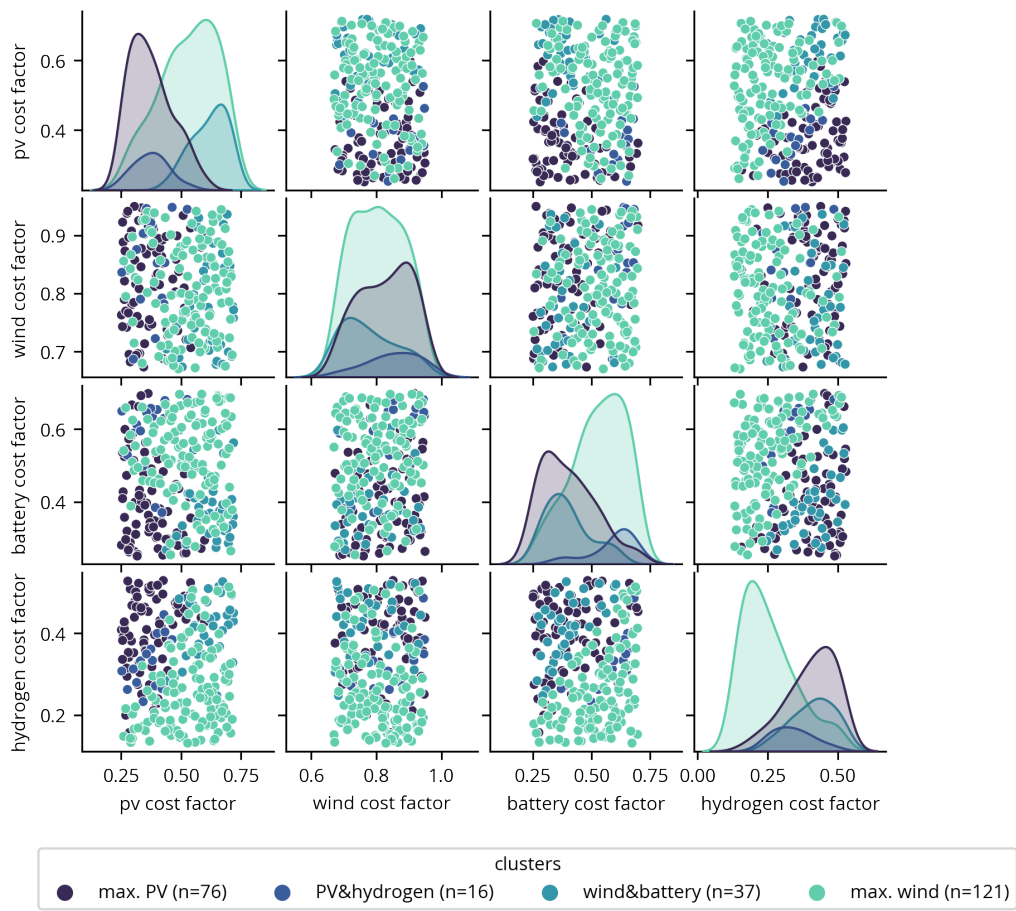 pv cost factor
0.6
0.4
wind cost factor
0.9
0.8
0.7
battery cost factor
0.6
0.4
hydrogen cost factor
0.4
0.2
0.25 0.50 0.75 0.6 0.8 1.0 0.25 0.50 0.75 0.00 0.25 0.50
pv cost factor wind cost factor battery cost factor hydrogen cost factor
clusters
max. PV (n=76) PV&hydrogen (n=16) wind&battery (n=37) max. wind (n=121)